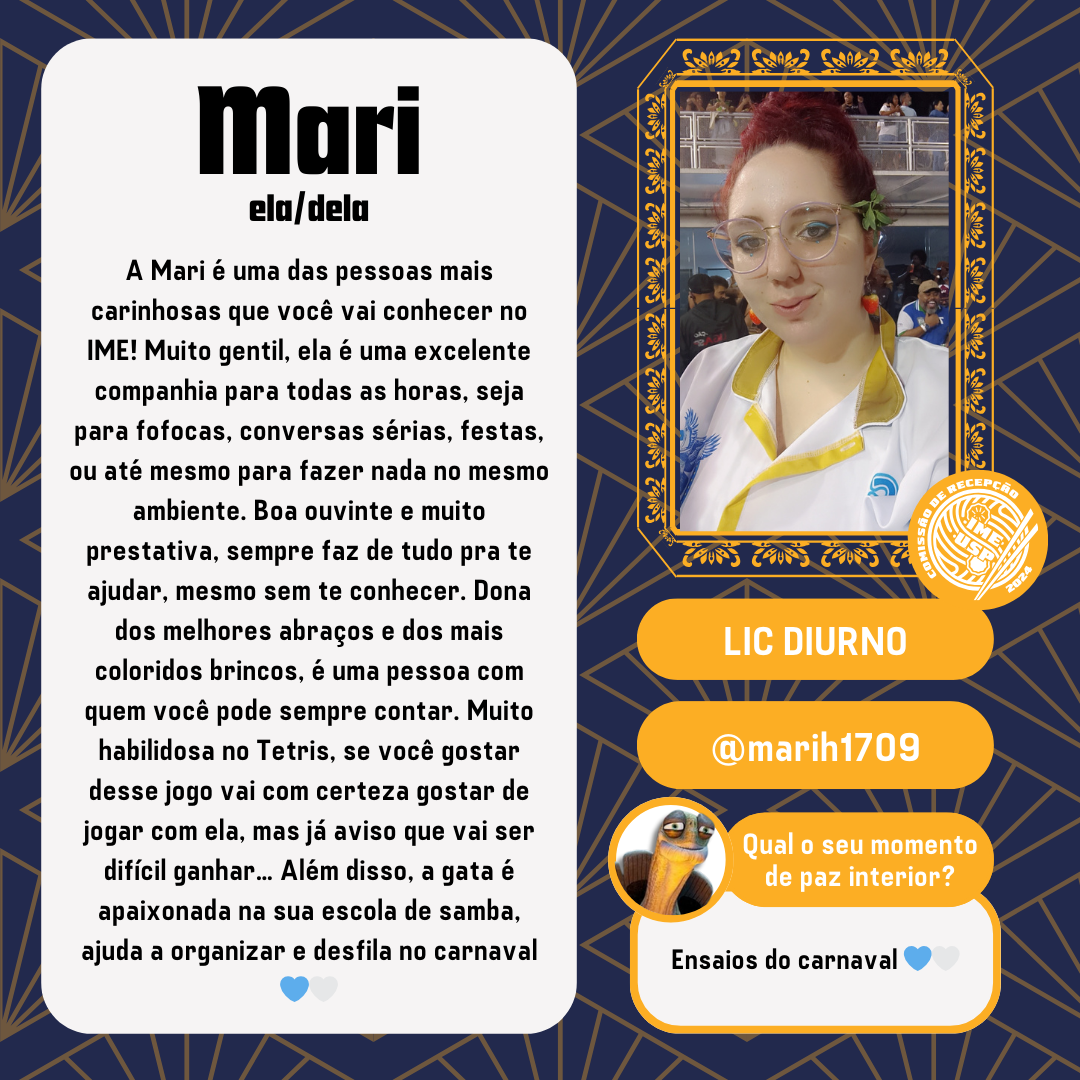 Mari
ela/dela
A Mari é uma das pessoas mais
carinhosas que você vai conhecer no
IME! Muito gentil, ela é uma excelente
companhia para todas as horas, seja
para fofocas, conversas sérias, festas,
ou até mesmo para fazer nada no mesmo
ambiente. Boa ouvinte e muito
prestativa, sempre faz de tudo pra te
ajudar, mesmo sem te conhecer. Dona
dos melhores abraços e dos mais
coloridos brincos, é uma pessoa com
quem você pode sempre contar. Muito
habilidosa no Tetris, se você gostar
desse jogo vai com certeza gostar de
jogar com ela, mas já aviso que vai ser
difícil ganhar... Além disso, a gata é
apaixonada na sua escola de samba,
ajuda a organizar e desfila no carnaval
💙🤍
COMISSÃO DE RECEPÇÃO
IME
USP
2024
LIC DIURNO
@marih1709
Qual o seu momento
de paz interior?
Ensaios do carnaval 💙🤍